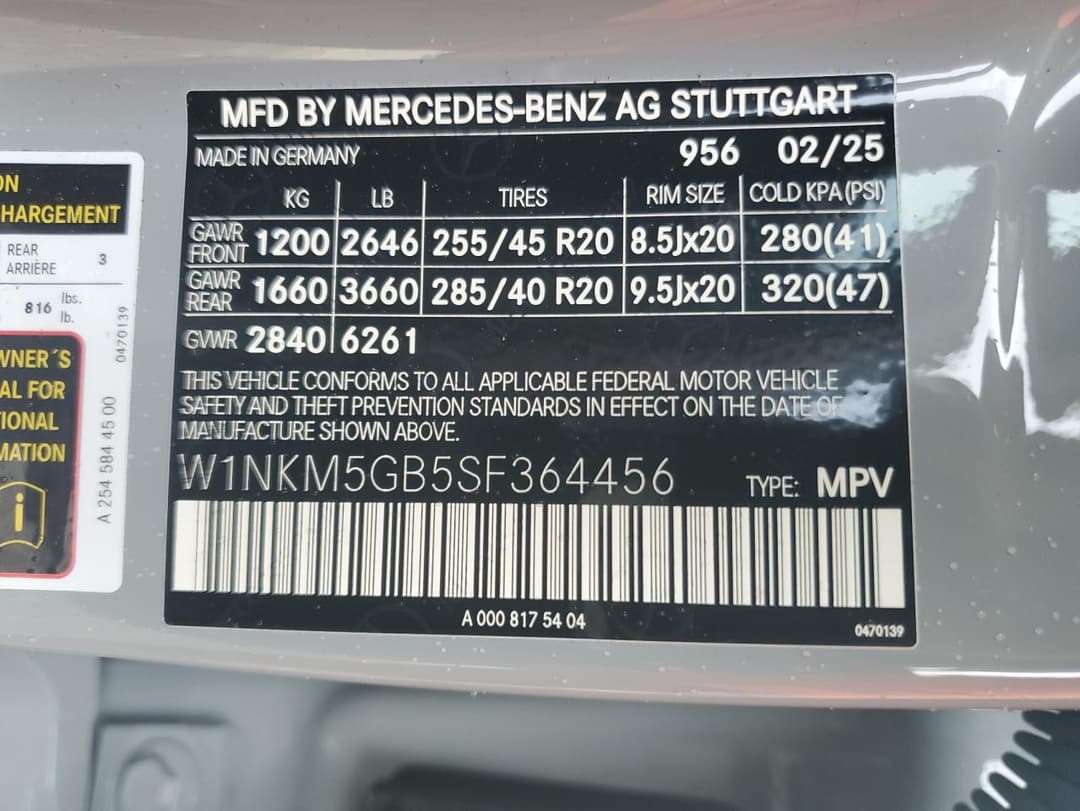 MFD BY MERCEDES-BENZ AG STUTTGART
MADE IN GERMANY 956 02/25
KG LB TIRES RIM SIZE COLD KPA (PSI)
GAWR FRONT 1200 2646 255/45 R20 8.5Jx20 280(41)
GAWR REAR 1660 3660 285/40 R20 9.5Jx20 320(47)
GVWR 2840 6261
THIS VEHICLE CONFORMS TO ALL APPLICABLE FEDERAL MOTOR VEHICLE
SAFETY AND THEFT PREVENTION STANDARDS IN EFFECT ON THE DATE OF
MANUFACTURE SHOWN ABOVE.
W1NKM5GB5SF364456 TYPE: MPV
A 000 817 54 04
0470139
ON
HARGEMENT
REAR
ARRIÈRE 3
816 lbs.
lb.
WNER´S
AL FOR
IONAL
MATION
i
0470139
A 254 584 45 00